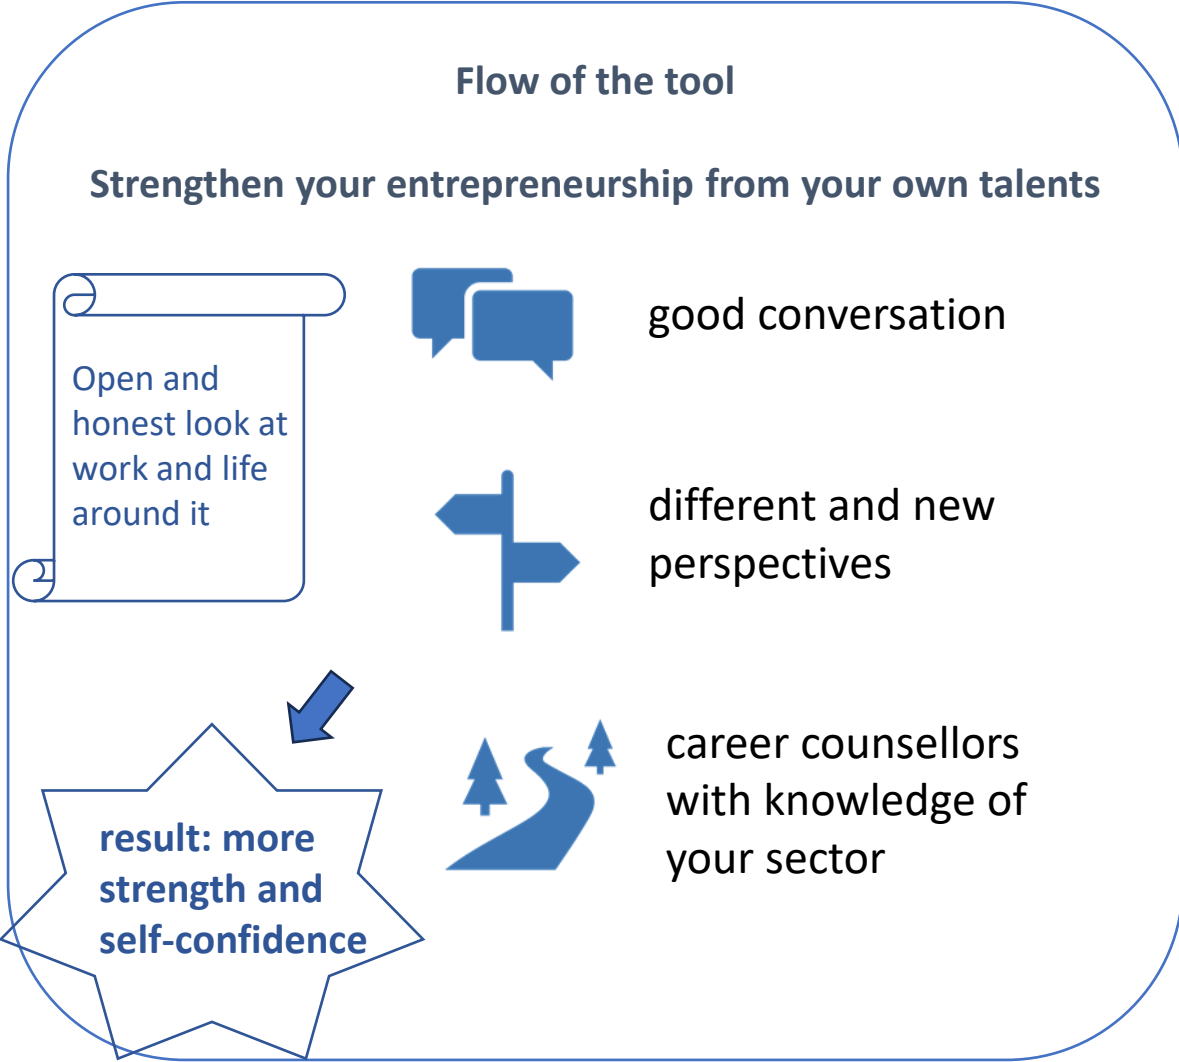 Flow of the tool
Strengthen your entrepreneurship from your own talents
Open and
honest look at
work and life
around it
good conversation
different and new
perspectives
career counsellors
with knowledge of
your sector
result: more
strength and
self-confidence